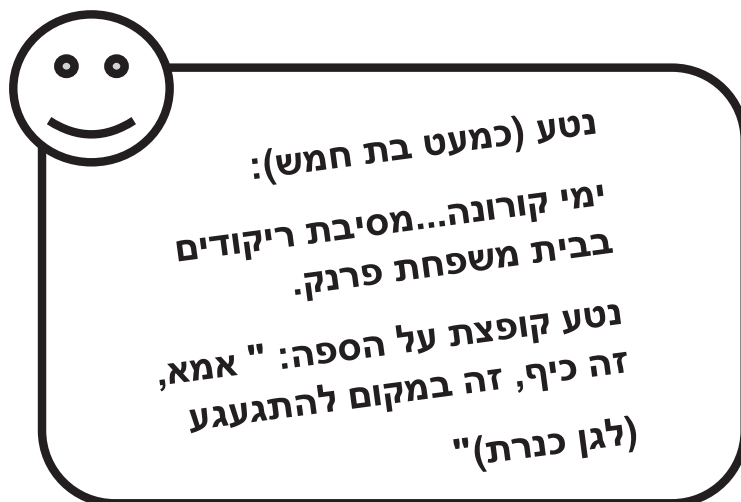 נטע (כמעט בת חמש):
ימי קורונה...מסיבת ריקודים
בבית משפחת פרנק.
נטע קופצת על הספה: " אמא,
זה כיף, זה במקום להתגעגע
(לגן כנרת)"